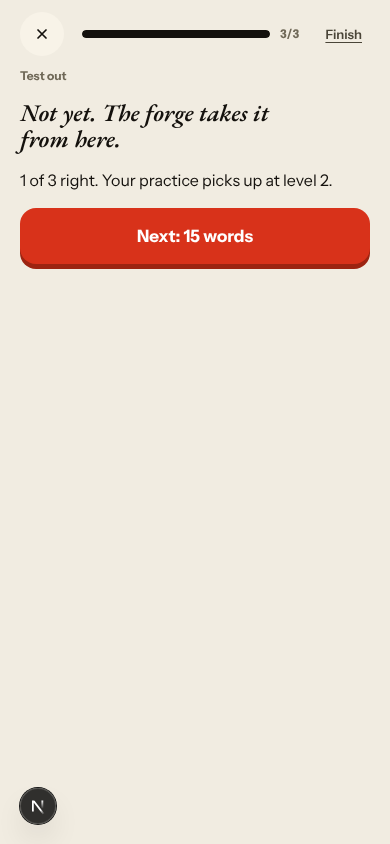 3/3
Finish
Test out
Not yet. The forge takes it
from here.
1 of 3 right. Your practice picks up at level 2.
Next: 15 words
N